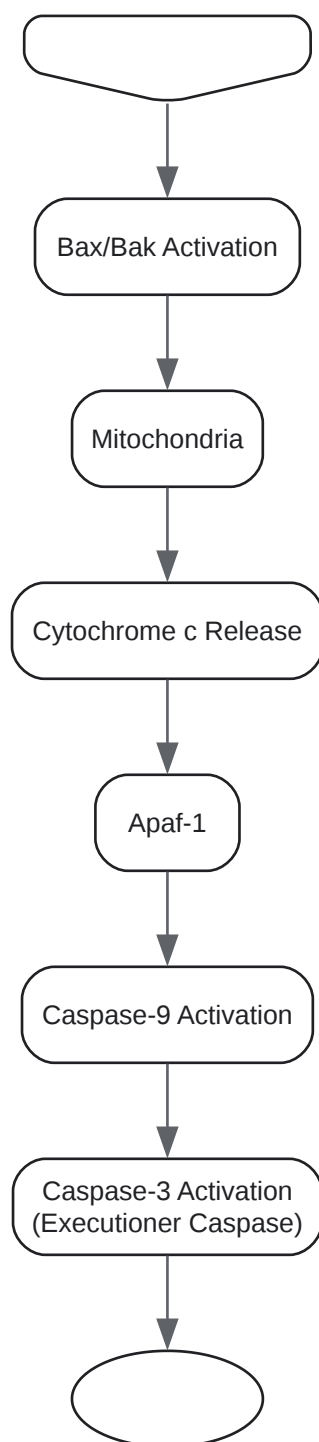 Bax/Bak Activation
Mitochondria
Cytochrome c Release
Apaf-1
Caspase-9 Activation
Caspase-3 Activation
(Executioner Caspase)